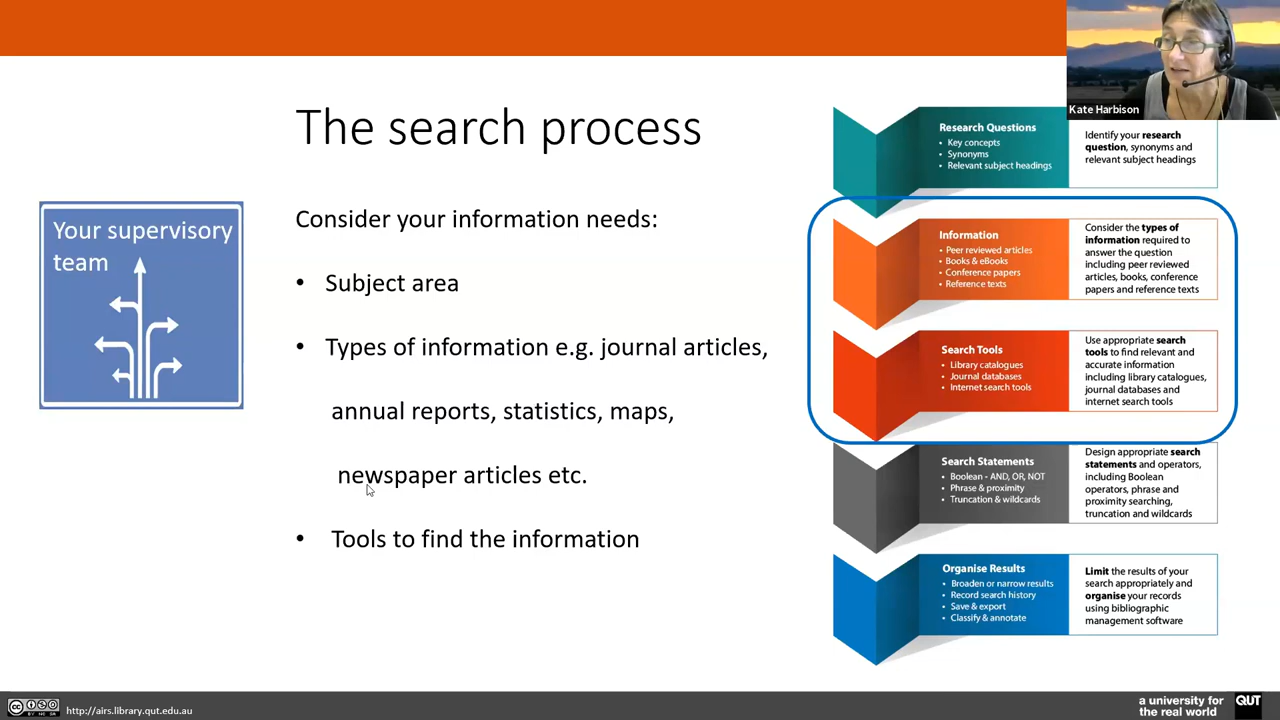 Kate Harbison
The search process
Your supervisory
team
Consider your information needs:
• Subject area
• Types of information e.g. journal articles,
annual reports, statistics, maps,
newspaper articles etc.
• Tools to find the information
Research Questions
• Key concepts
• Synonyms
• Relevant subject headings
Identify your research
question, synonyms and
relevant subject headings
Information
• Peer reviewed articles
• Books & eBooks
• Conference papers
• Reference texts
Consider the types of
information required to
answer the question
including peer reviewed
articles, books, conference
papers and reference texts
Search Tools
• Library catalogues
• Journal databases
• Internet search tools
Use appropriate search
tools to find relevant and
accurate information
including library catalogues,
journal databases and
internet search tools
Search Statements
• Boolean - AND, OR, NOT
• Phrase & proximity
• Truncation & wildcards
Design appropriate search
statements and operators,
including Boolean
operators, phrase and
proximity searching,
truncation and wildcards
Organise Results
• Broaden or narrow results
• Record search history
• Save & export
• Classify & annotate
Limit the results of your
search appropriately and
organise your records
using bibliographic
management software
CC BY NC SA
http://airs.library.qut.edu.au
a university for
the real world
QUT